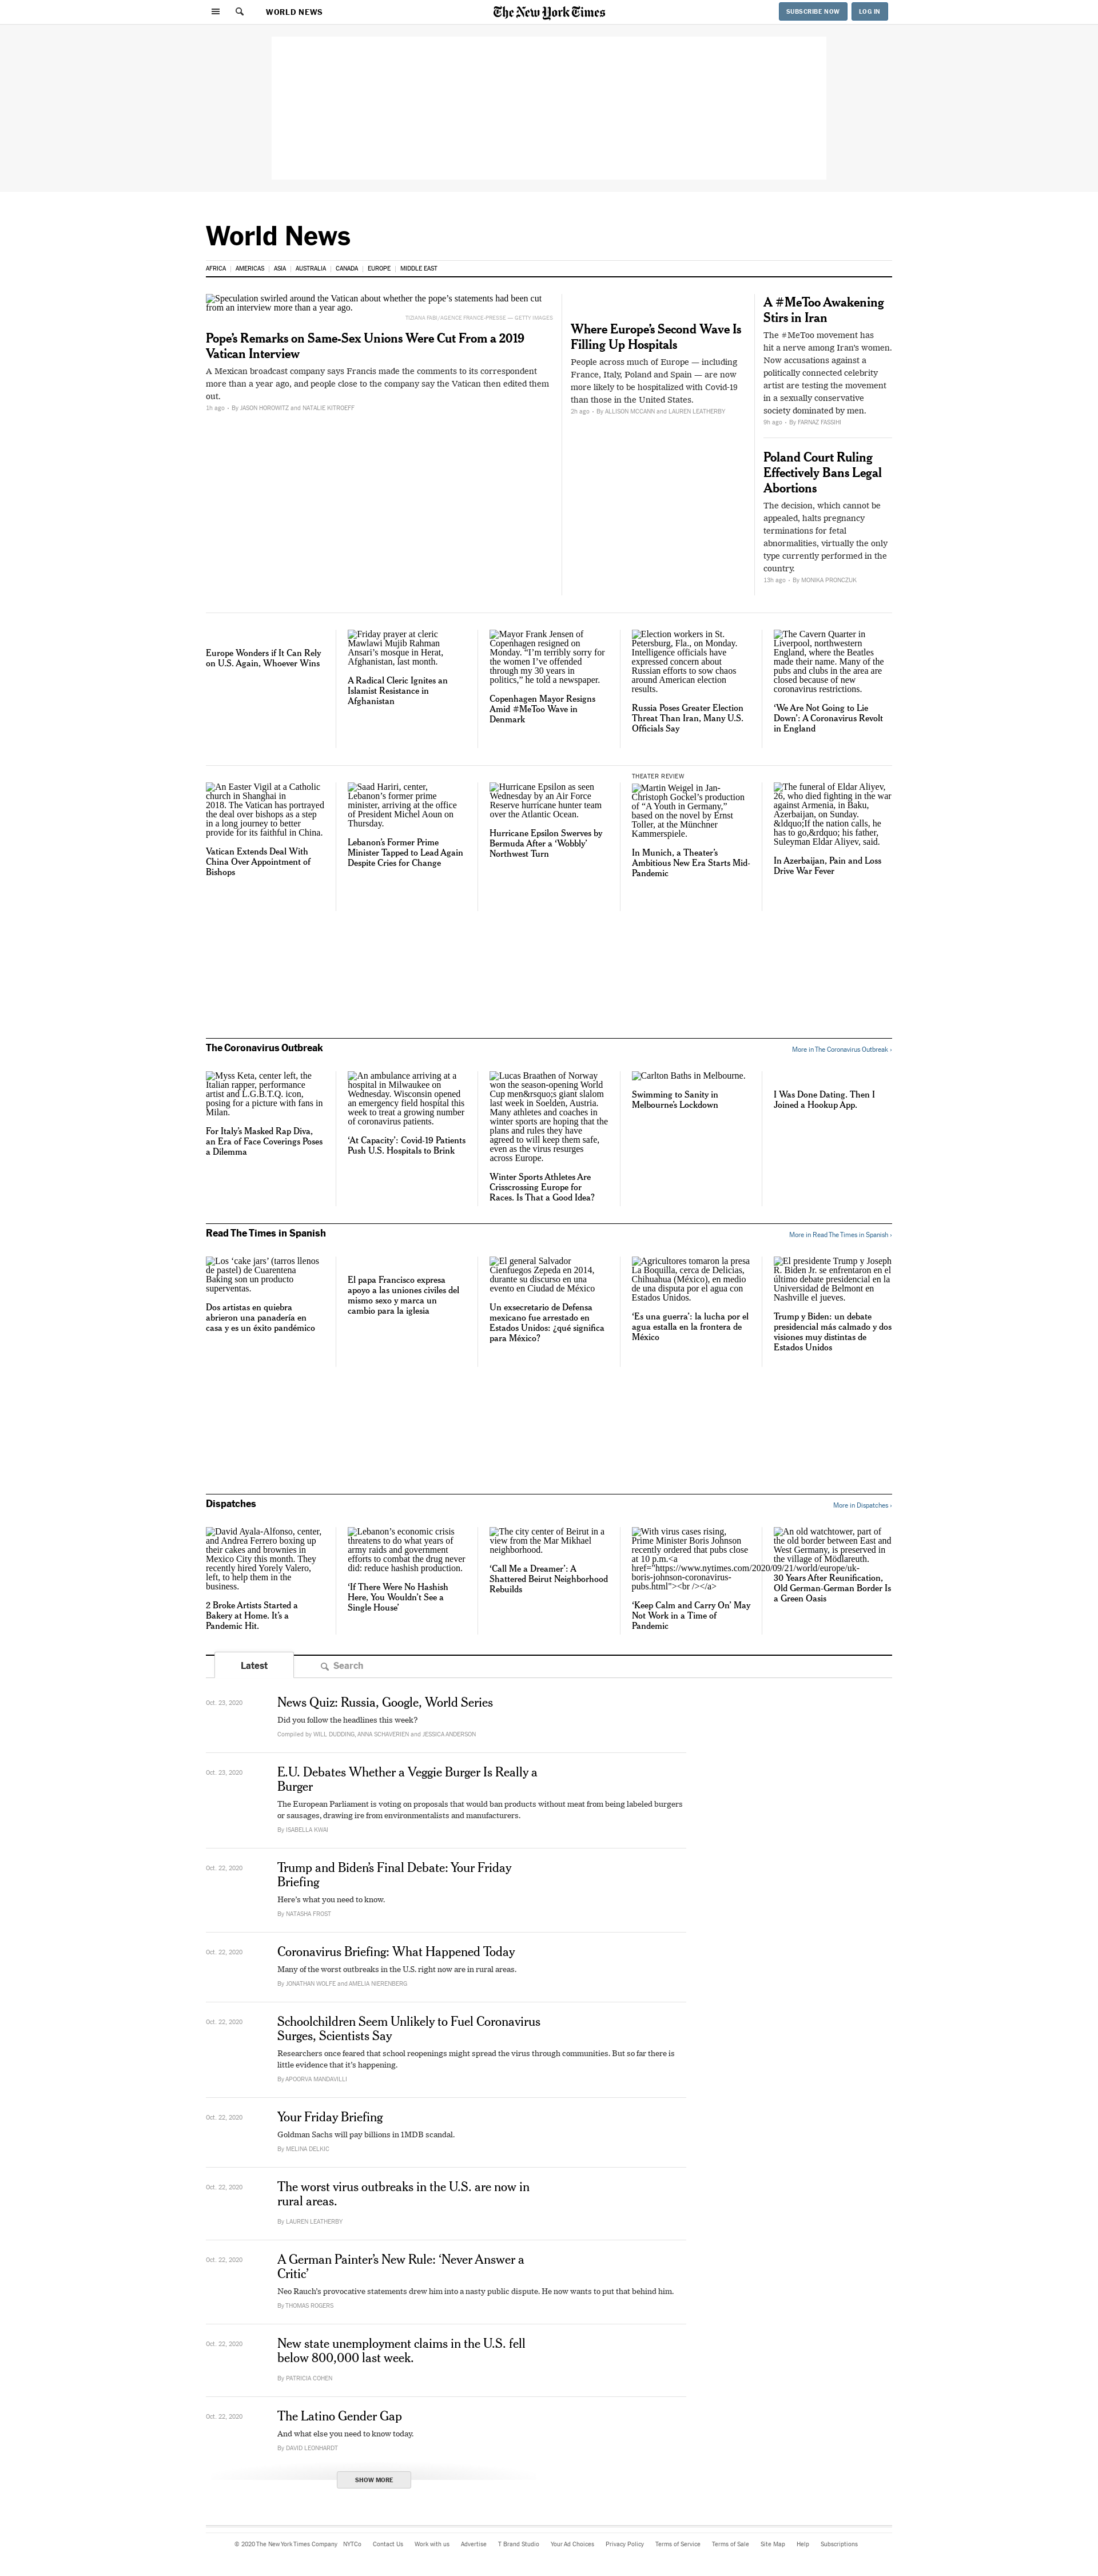 WORLD NEWS
The New York Times
SUBSCRIBE NOW
LOG IN
World News
AFRICA | AMERICAS | ASIA | AUSTRALIA | CANADA | EUROPE | MIDDLE EAST
Speculation swirled around the Vatican about whether the pope's statements had been cut
from an interview more than a year ago.
TIZIANA FABI/AGENCE FRANCE-PRESSE — GETTY IMAGES
Pope's Remarks on Same-Sex Unions Were Cut From a 2019
Vatican Interview
A Mexican broadcast company says Francis made the comments to its correspondent
more than a year ago, and people close to the company say the Vatican edited them
out.
1h ago - By JASON HOROWITZ and NATALIE KITROEFF
Where Europe's Second Wave Is
Filling Up Hospitals
People across much of Europe — including
France, Italy, Poland and Spain — are now
more likely to be hospitalized with Covid-19
than those in the United States.
2h ago - By ALLISON MCCANN and LAUREN LEATHERBY
A #MeToo Awakening
Stirs in Iran
The #MeToo movement has
hit a nerve among Iran's women.
Now accusations against a
politically connected celebrity
artist are testing the movement
in a sexually conservative
society dominated by men.
9h ago - By FARNAZ FASSIHI
Poland Court Ruling
Effectively Bans Legal
Abortions
The decision, which cannot be
appealed, halts pregnancy
terminations for fetal
abnormalities, virtually the only
type currently performed in the
country.
13h ago - By MONIKA PRONCZUK
Europe Wonders if It Can Rely
on U.S. Again, Whoever Wins
Friday prayer at cleric
Mawlawi Mujib Rahman
Ansari's mosque in Herat,
Afghanistan, last month.
A Radical Cleric Ignites an
Islamist Resistance in
Afghanistan
Mayor Frank Jensen of
Copenhagen resigned on
Monday. "I'm terribly sorry for
the women I've offended
through my 30 years in
politics," he told a newspaper.
Copenhagen Mayor Resigns
Amid #MeToo Wave in
Denmark
Election workers in St.
Petersburg, Fla., on Monday.
Intelligence officials have
expressed concern about
Russian efforts to sow chaos
around American election
results.
Russia Poses Greater Election
Threat Than Iran, Many U.S.
Officials Say
The Cavern Quarter in
Liverpool, northwestern
England, where the Beatles
made their name. Many of the
pubs and clubs in the area are
closed because of new
coronavirus restrictions.
'We Are Not Going to Lie
Down': A Coronavirus Revolt
in England
An Easter Vigil at a Catholic
church in Shanghai in
2018. The Vatican has portrayed
the deal over bishops as a step
in a long journey to better
provide for its faithful in China.
Vatican Extends Deal With
China Over Appointment of
Bishops
Saad Hariri, center,
Lebanon's former prime
minister, arriving at the office
of President Michel Aoun on
Thursday.
Lebanon's Former Prime
Minister Tapped to Lead Again
Despite Cries for Change
Hurricane Epsilon as seen
Wednesday by an Air Force
Reserve hurricane hunter team
over the Atlantic Ocean.
Hurricane Epsilon Swerves by
Bermuda After a 'Wobbly'
Northwest Turn
THEATER REVIEW
Martin Weigel in Jan-
Christoph Gockel's production
of "A Youth in Germany,"
based on the novel by Ernst
Toller, at the Münchner
Kammerspiele.
In Munich, a Theater's
Ambitious New Era Starts Mid-
Pandemic
The funeral of Eldar Aliyev,
26, who died fighting in the war
against Armenia, in Baku,
Azerbaijan, on Sunday.
&ldquo;If the nation calls, he
has to go,&rdquo; his father,
Suleyman Eldar Aliyev, said.
In Azerbaijan, Pain and Loss
Drive War Fever
The Coronavirus Outbreak
More in The Coronavirus Outbreak ›
Myss Keta, center left, the
Italian rapper, performance
artist and L.G.B.T.Q. icon,
posing for a picture with fans in
Milan.
For Italy's Masked Rap Diva,
an Era of Face Coverings Poses
a Dilemma
An ambulance arriving at a
hospital in Milwaukee on
Wednesday. Wisconsin opened
an emergency field hospital this
week to treat a growing number
of coronavirus patients.
'At Capacity': Covid-19 Patients
Push U.S. Hospitals to Brink
Lucas Braathen of Norway
won the season-opening World
Cup men&rsquo;s giant slalom
last week in Soelden, Austria.
Many athletes and coaches in
winter sports are hoping that the
plans and rules they have
agreed to will keep them safe,
even as the virus resurges
across Europe.
Winter Sports Athletes Are
Crisscrossing Europe for
Races. Is That a Good Idea?
Carlton Baths in Melbourne.
Swimming to Sanity in
Melbourne's Lockdown
I Was Done Dating. Then I
Joined a Hookup App.
Read The Times in Spanish
More in Read The Times in Spanish ›
Los 'cake jars' (tarros llenos
de pastel) de Cuarentena
Baking son un producto
superventas.
Dos artistas en quiebra
abrieron una panadería en
casa y es un éxito pandémico
El papa Francisco expresa
apoyo a las uniones civiles del
mismo sexo y marca un
cambio para la iglesia
El general Salvador
Cienfuegos Zepeda en 2014,
durante su discurso en una
evento en Ciudad de México
Un exsecretario de Defensa
mexicano fue arrestado en
Estados Unidos: ¿qué significa
para México?
Agricultores tomaron la presa
La Boquilla, cerca de Delicias,
Chihuahua (México), en medio
de una disputa por el agua con
Estados Unidos.
'Es una guerra': la lucha por el
agua estalla en la frontera de
México
El presidente Trump y Joseph
R. Biden Jr. se enfrentaron en el
último debate presidencial en la
Universidad de Belmont en
Nashville el jueves.
Trump y Biden: un debate
presidencial más calmado y dos
visiones muy distintas de
Estados Unidos
Dispatches
More in Dispatches ›
David Ayala-Alfonso, center,
and Andrea Ferrero boxing up
their cakes and brownies in
Mexico City this month. They
recently hired Yorely Valero,
left, to help them in the
business.
2 Broke Artists Started a
Bakery at Home. It's a
Pandemic Hit.
Lebanon's economic crisis
threatens to do what years of
army raids and government
efforts to combat the drug never
did: reduce hashish production.
'If There Were No Hashish
Here, You Wouldn't See a
Single House'
The city center of Beirut in a
view from the Mar Mikhael
neighborhood.
'Call Me a Dreamer': A
Shattered Beirut Neighborhood
Rebuilds
With virus cases rising,
Prime Minister Boris Johnson
recently ordered that pubs close
at 10 p.m.<a
href="https://www.nytimes.com/2020/09/21/world/europe/uk-
boris-johnson-coronavirus-
pubs.html"><br /></a>
'Keep Calm and Carry On' May
Not Work in a Time of
Pandemic
An old watchtower, part of
the old border between East and
West Germany, is preserved in
the village of Mödlareuth.
30 Years After Reunification,
Old German-German Border Is
a Green Oasis
Latest
Search
Oct. 23, 2020
News Quiz: Russia, Google, World Series
Did you follow the headlines this week?
Compiled by WILL DUDDING, ANNA SCHAVERIEN and JESSICA ANDERSON
Oct. 23, 2020
E.U. Debates Whether a Veggie Burger Is Really a
Burger
The European Parliament is voting on proposals that would ban products without meat from being labeled burgers
or sausages, drawing ire from environmentalists and manufacturers.
By ISABELLA KWAI
Oct. 22, 2020
Trump and Biden's Final Debate: Your Friday
Briefing
Here's what you need to know.
By NATASHA FROST
Oct. 22, 2020
Coronavirus Briefing: What Happened Today
Many of the worst outbreaks in the U.S. right now are in rural areas.
By JONATHAN WOLFE and AMELIA NIERENBERG
Oct. 22, 2020
Schoolchildren Seem Unlikely to Fuel Coronavirus
Surges, Scientists Say
Researchers once feared that school reopenings might spread the virus through communities. But so far there is
little evidence that it's happening.
By APOORVA MANDAVILLI
Oct. 22, 2020
Your Friday Briefing
Goldman Sachs will pay billions in 1MDB scandal.
By MELINA DELKIC
Oct. 22, 2020
The worst virus outbreaks in the U.S. are now in
rural areas.
By LAUREN LEATHERBY
Oct. 22, 2020
A German Painter's New Rule: 'Never Answer a
Critic'
Neo Rauch's provocative statements drew him into a nasty public dispute. He now wants to put that behind him.
By THOMAS ROGERS
Oct. 22, 2020
New state unemployment claims in the U.S. fell
below 800,000 last week.
By PATRICIA COHEN
Oct. 22, 2020
The Latino Gender Gap
And what else you need to know today.
By DAVID LEONHARDT
SHOW MORE
© 2020 The New York Times Company NYTCo Contact Us Work with us Advertise T Brand Studio Your Ad Choices Privacy Policy Terms of Service Terms of Sale Site Map Help Subscriptions